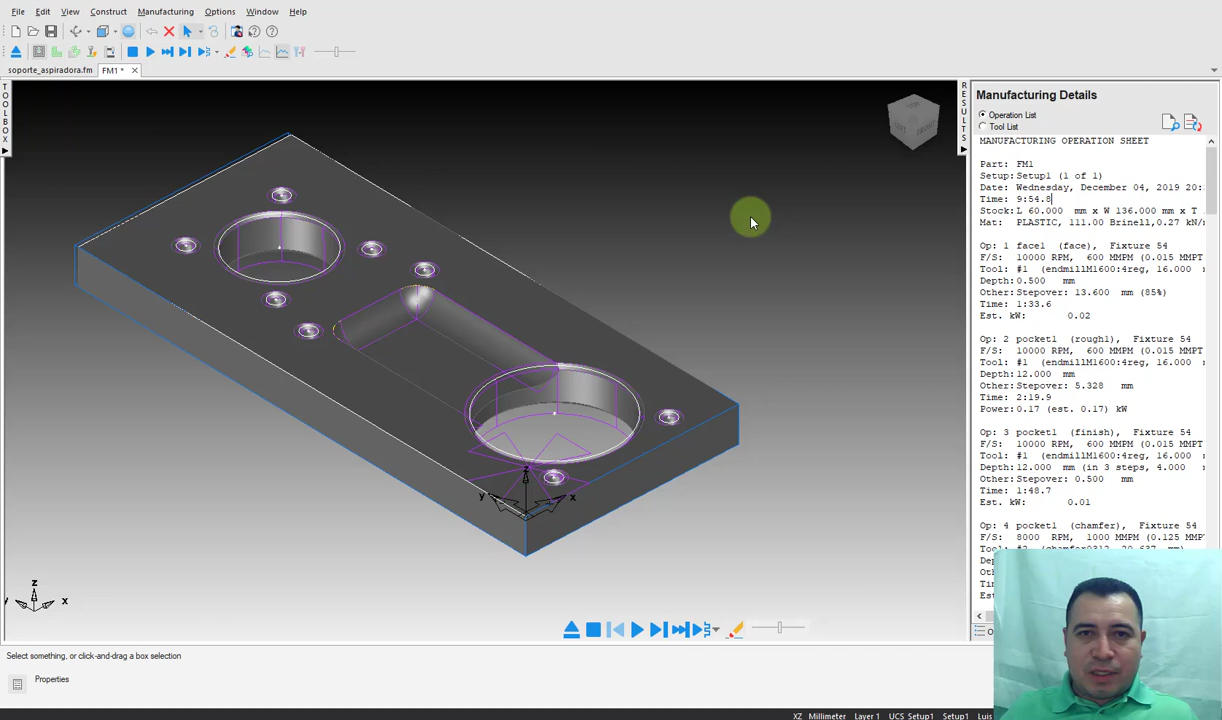 File Edit View Construct Manufacturing Options Window Help
soporte_aspiradora.fm FM1 *
TOOLBOX
RESULTS
Manufacturing Details
Operation List
Tool List
MANUFACTURING OPERATION SHEET
Part: FM1
Setup: Setup1 (1 of 1)
Date: Wednesday, December 04, 2019 20:
Time: 9:54.8
Stock: L 60.000 mm x W 136.000 mm x T
Mat: PLASTIC, 111.00 Brinell,0.27 kN/
Op: 1 face1 (face), Fixture 54
F/S: 10000 RPM, 600 MMPM (0.015 MMPT
Tool: #1 (endmillM1600:4reg, 16.000
Depth: 0.500 mm
Other: Stepover: 13.600 mm (85%)
Time: 1:33.6
Est. kW: 0.02
Op: 2 pocket1 (rough1), Fixture 54
F/S: 10000 RPM, 600 MMPM (0.015 MMPT
Tool: #1 (endmillM1600:4reg, 16.000
Depth: 12.000 mm
Other: Stepover: 5.328 mm
Time: 2:19.9
Power: 0.17 (est. 0.17) kW
Op: 3 pocket1 (finish), Fixture 54
F/S: 10000 RPM, 600 MMPM (0.015 MMPT
Tool: #1 (endmillM1600:4reg, 16.000
Depth: 12.000 mm (in 3 steps, 4.000
Other: Stepover: 0.500 mm
Time: 1:48.7
Est. kW: 0.01
Op: 4 pocket1 (chamfer), Fixture 54
F/S: 8000 RPM, 1000 MMPM (0.125 MMPT
z
y x
z
y x
Select something, or click-and-drag a box selection
Properties
XZ Millimeter Layer 1 UCS_Setup1 Setup1 Luis